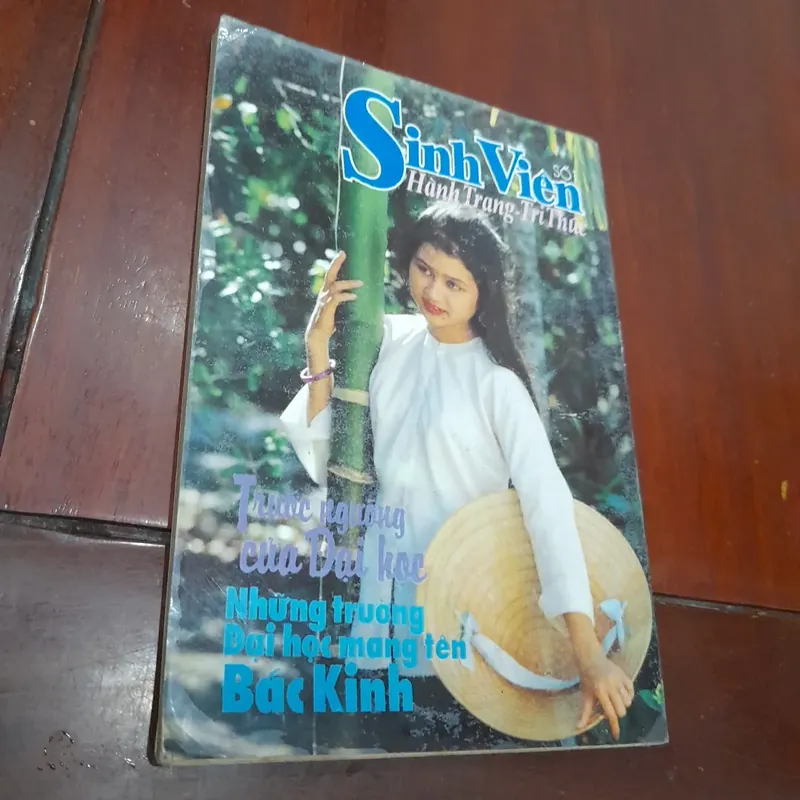 Sinh Viên
SỐ
Hành Trang-Tri Thức
Trước ngưỡng
cửa Đại học
Những trường
Đại học mang tên
Bắc Kinh